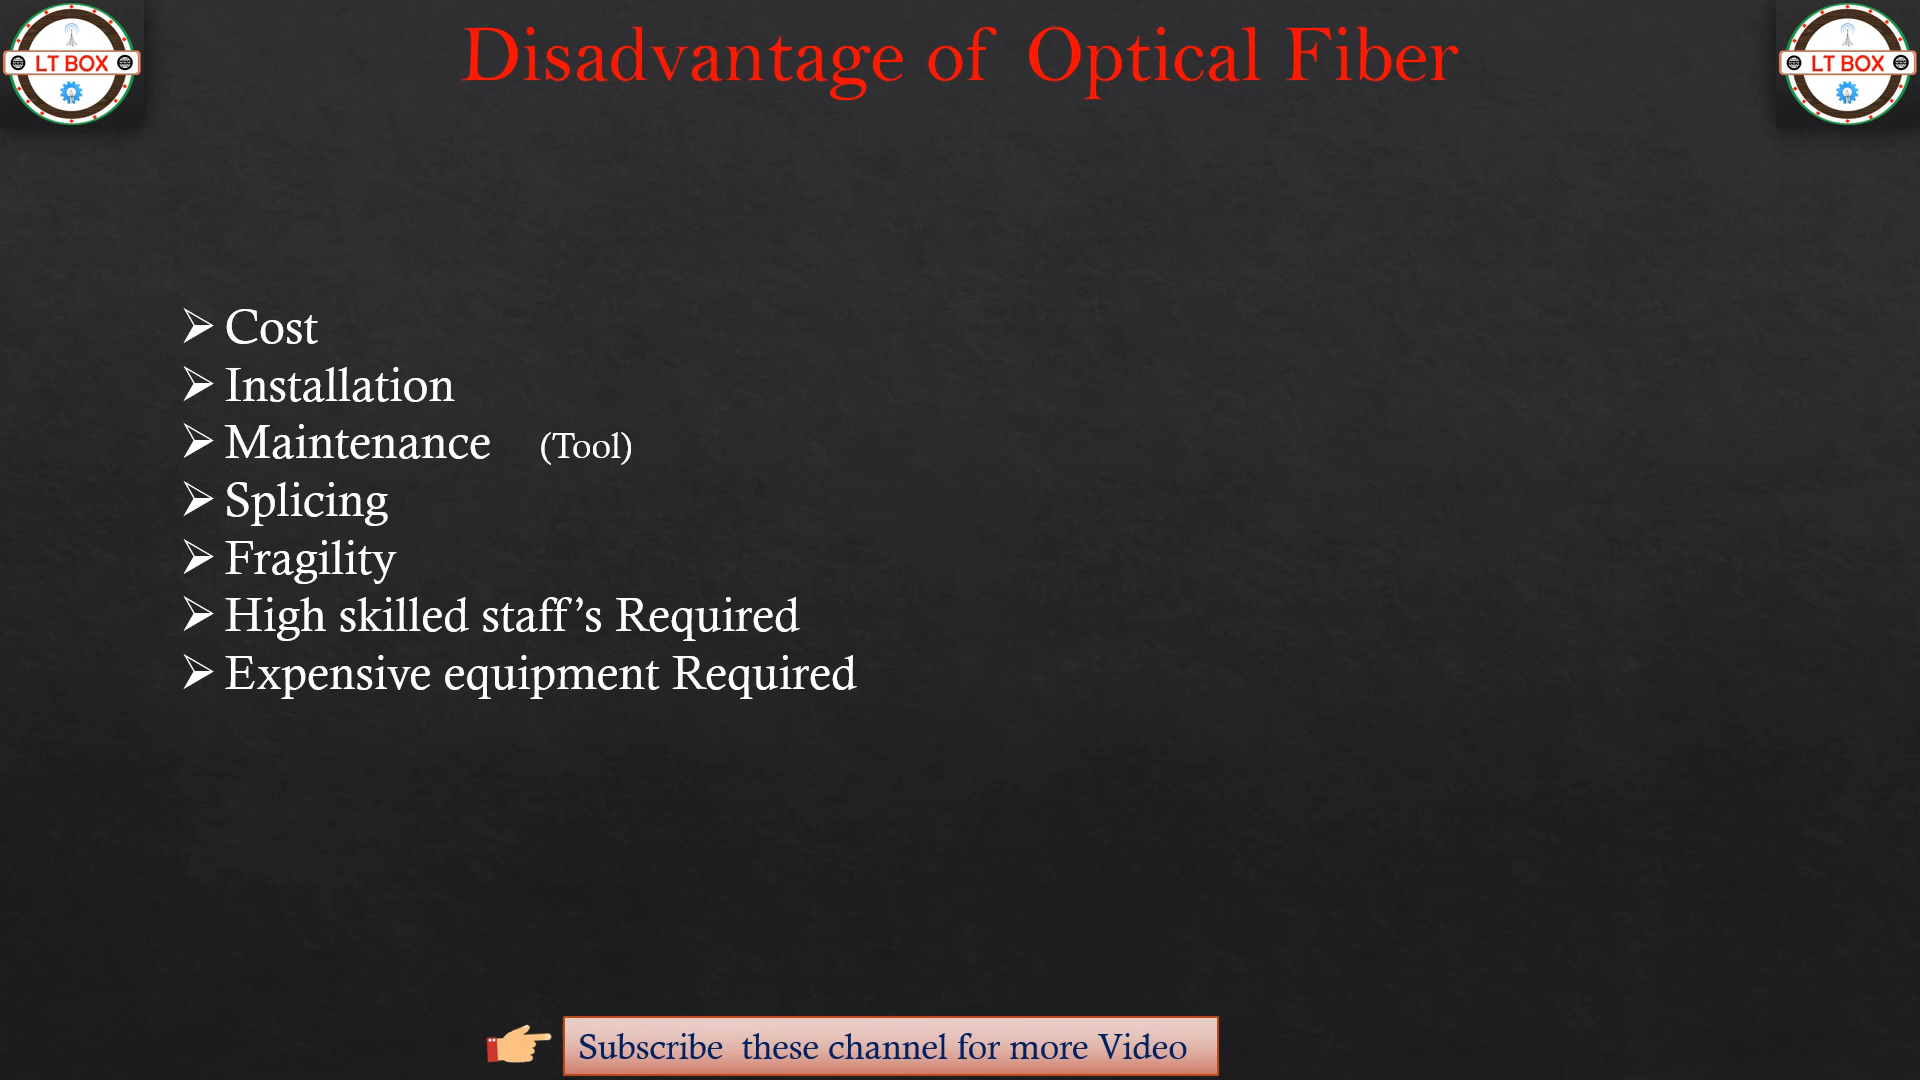 LT BOX
Disadvantage of Optical Fiber
LT BOX
Cost
Installation
Maintenance (Tool)
Splicing
Fragility
High skilled staff’s Required
Expensive equipment Required
Subscribe these channel for more Video